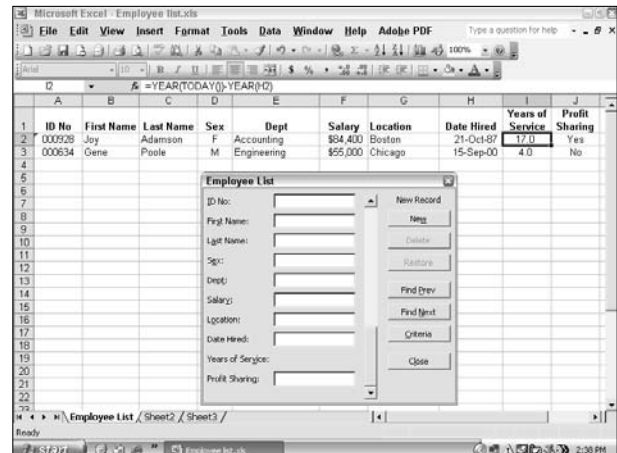 Microsoft Excel - Employee list.xls
File Edit View Insert Format Tools Data Window Help Adobe PDF Type a question for help
100%
Arial 10 B I U $ % ,
I2 fx =YEAR(TODAY())-YEAR(H2)
A B C D E F G H I J
Years of Profit
1 ID No First Name Last Name Sex Dept Salary Location Date Hired Service Sharing
2 000928 Joy Adamson F Accounting $84,400 Boston 21-Oct-87 17.0 Yes
3 000634 Gene Poole M Engineering $55,000 Chicago 15-Sep-00 4.0 No
4
5
6
7
8
9
10
11
12
13
14
15
16
17
18
19
20
21
22
23
Employee List
ID No: New Record
First Name: New
Last Name: Delete
Sex: Restore
Dept:
Salary: Find Prev
Location: Find Next
Date Hired: Criteria
Years of Service: Close
Profit Sharing:
Employee List / Sheet2 / Sheet3 /
Ready
start Employee list.xls 2:38 PM